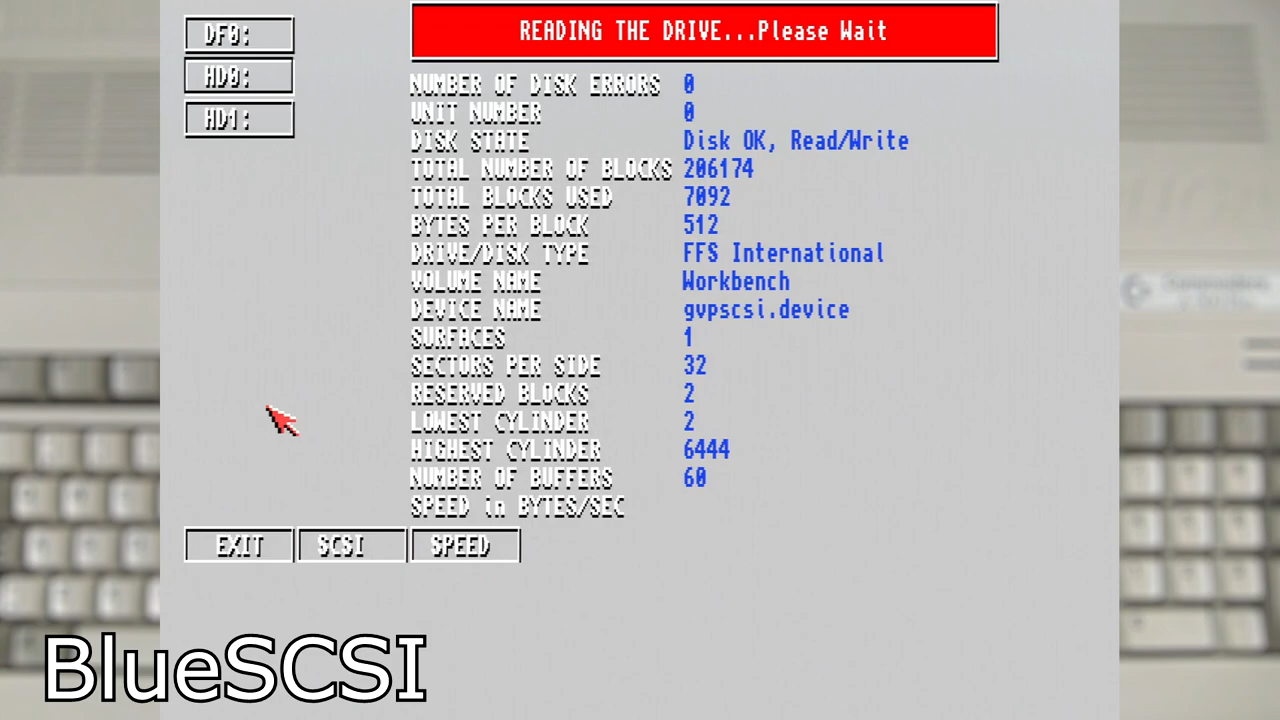 DF0:
HD0:
HD1:
READING THE DRIVE...Please Wait
NUMBER OF DISK ERRORS 0
UNIT NUMBER 0
DISK STATE Disk OK, Read/Write
TOTAL NUMBER OF BLOCKS 206174
TOTAL BLOCKS USED 7092
BYTES PER BLOCK 512
DRIVE/DISK TYPE FFS International
VOLUME NAME Workbench
DEVICE NAME gvpscsi.device
SURFACES 1
SECTORS PER SIDE 32
RESERVED BLOCKS 2
LOWEST CYLINDER 2
HIGHEST CYLINDER 6444
NUMBER OF BUFFERS 60
SPEED in BYTES/SEC
EXIT SCSI SPEED
BlueSCSI